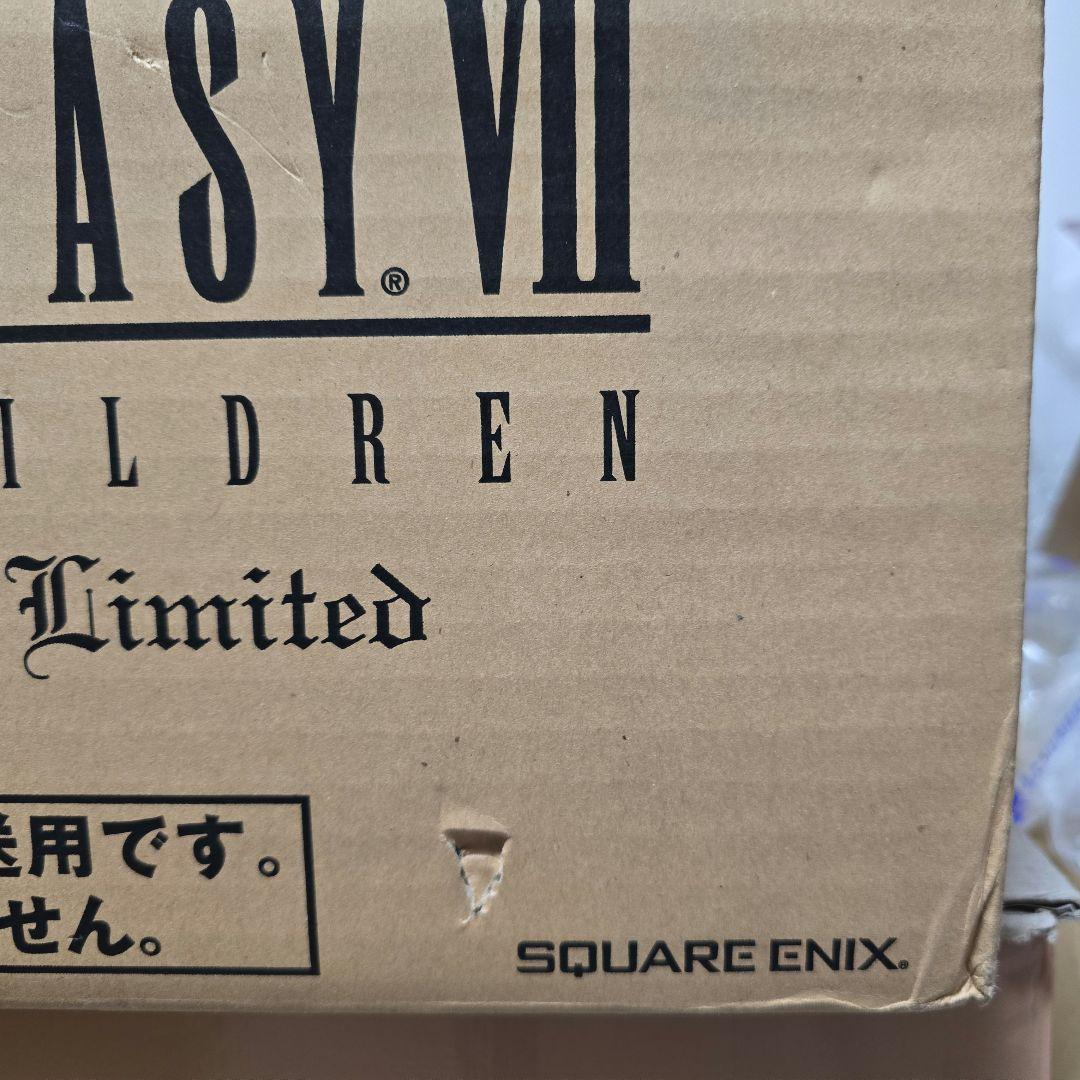 ASY® VII
ILDREN
Limited
送用です。
せん。
SQUARE ENIX®